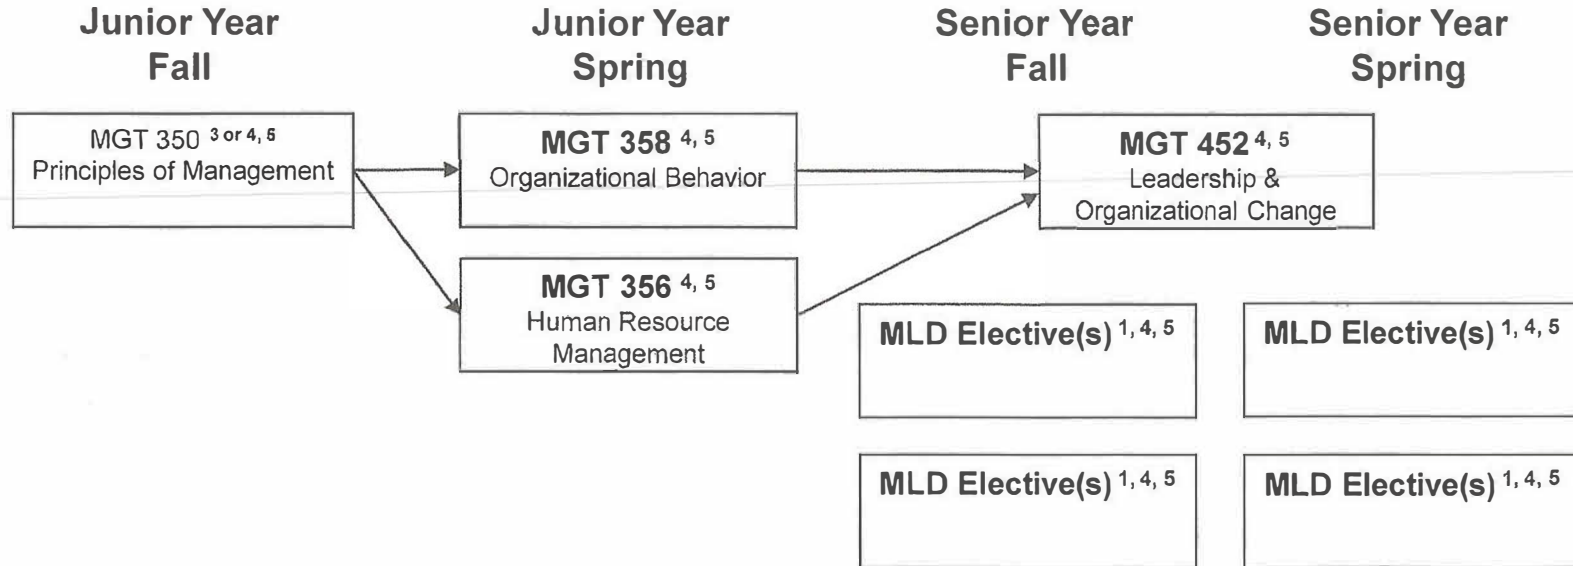 Junior Year
Fall
Junior Year
Spring
Senior Year
Fall
Senior Year
Spring
MGT 350 3 or 4, 5
Principles of Management
MGT 358 4, 5
Organizational Behavior
MGT 452 4, 5
Leadership &
Organizational Change
MGT 356 4, 5
Human Resource
Management
MLD Elective(s) 1, 4, 5
MLD Elective(s) 1, 4, 5
MLD Elective(s) 1, 4, 5
MLD Elective(s) 1, 4, 5